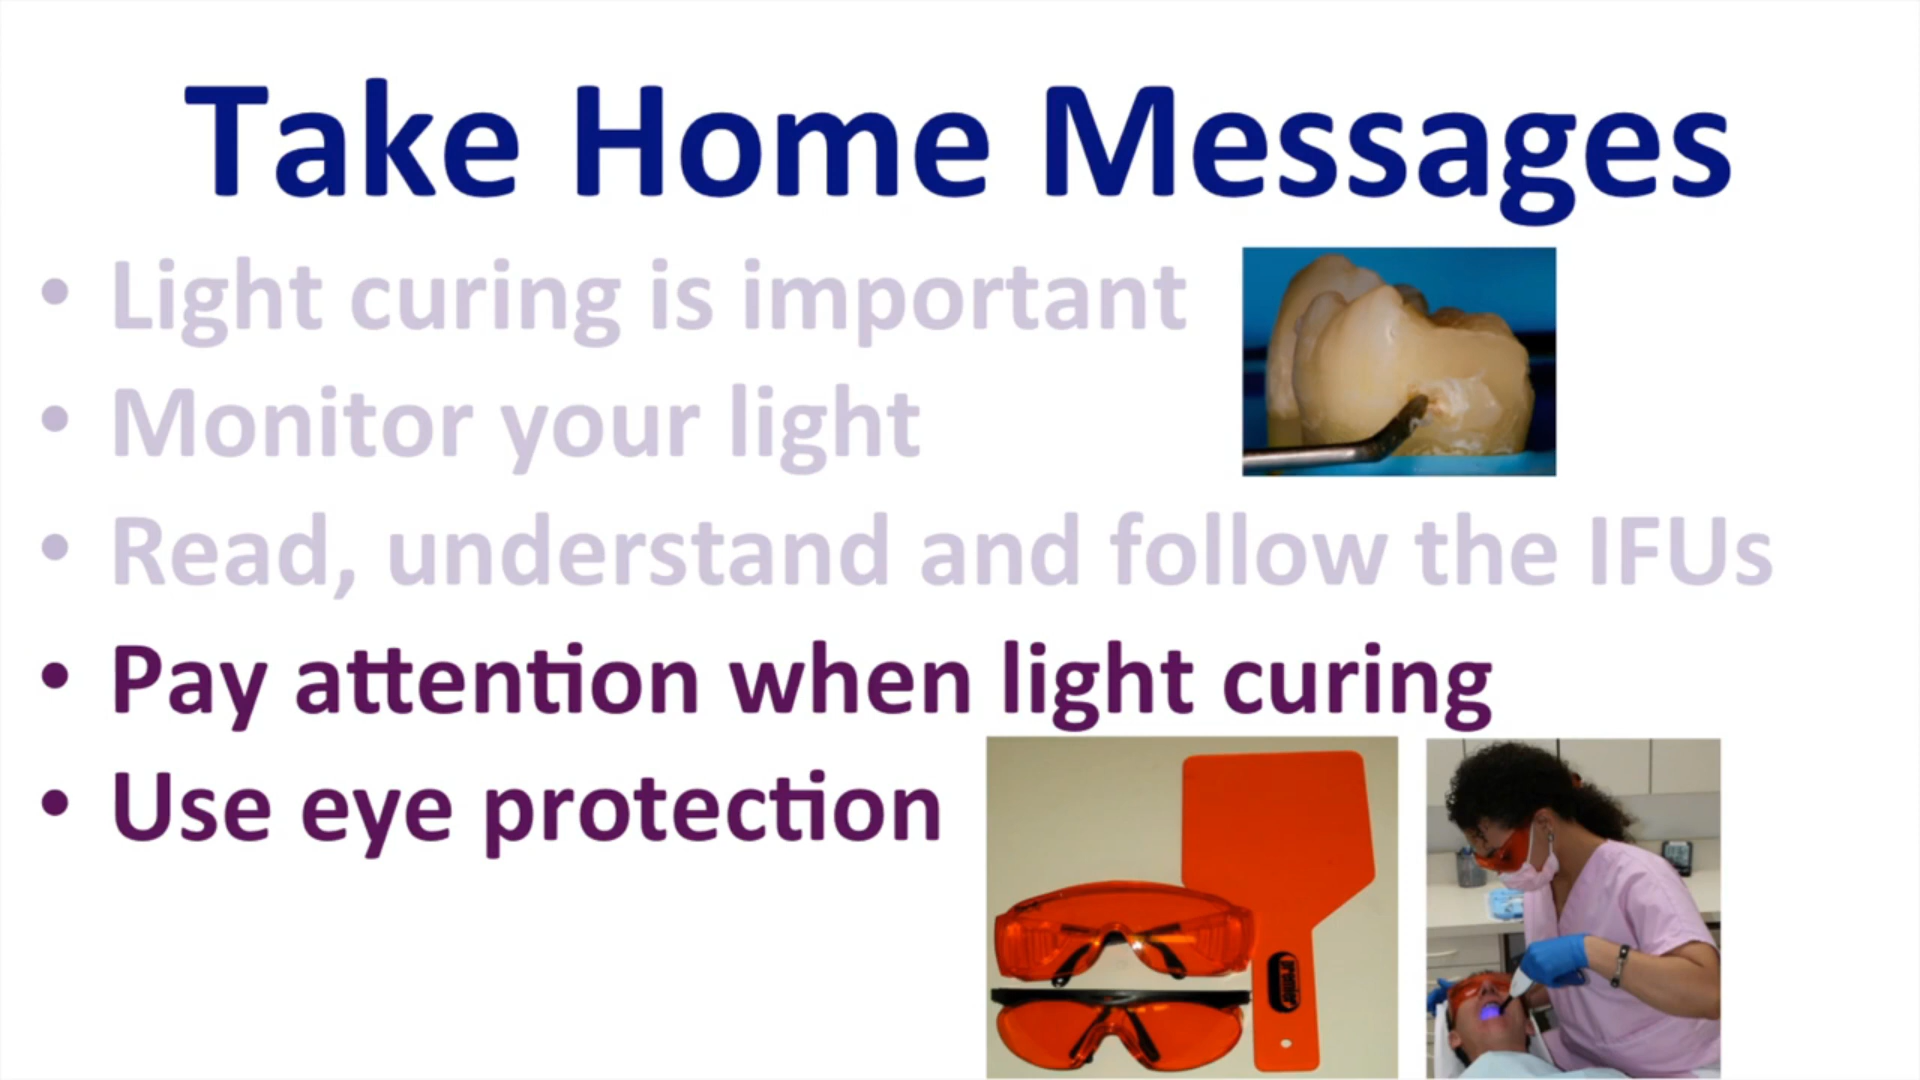 Take Home Messages
• Light curing is important
• Monitor your light
• Read, understand and follow the IFUs
• Pay attention when light curing
• Use eye protection
premier